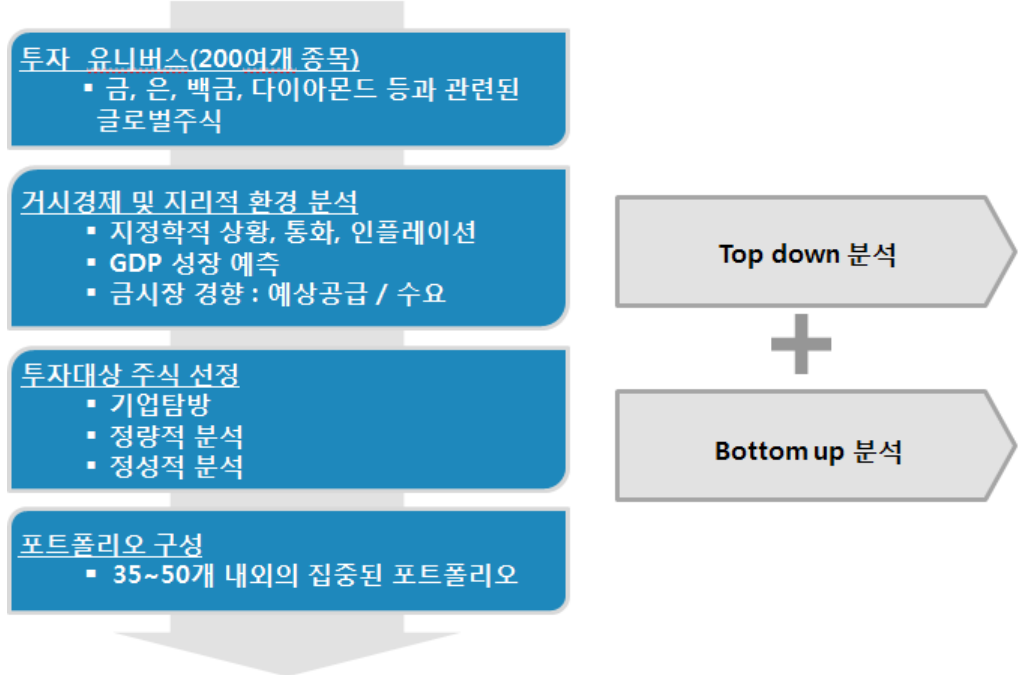 투자 유니버스(200여개 종목)
▪ 금, 은, 백금, 다이아몬드 등과 관련된
글로벌주식
거시경제 및 지리적 환경 분석
▪ 지정학적 상황, 통화, 인플레이션
▪ GDP 성장 예측
▪ 금시장 경향 : 예상공급 / 수요
투자대상 주식 선정
▪ 기업탐방
▪ 정량적 분석
▪ 정성적 분석
포트폴리오 구성
▪ 35~50개 내외의 집중된 포트폴리오
Top down 분석
+
Bottom up 분석